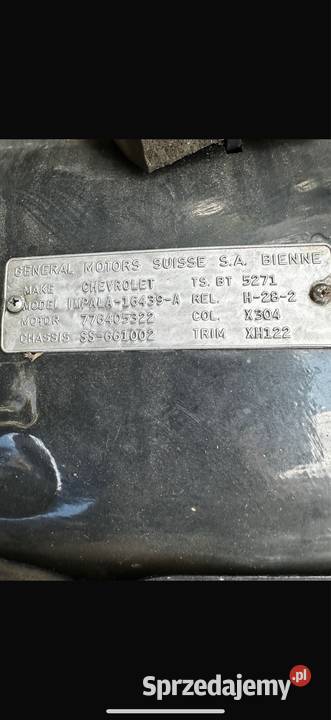 GENERAL MOTORS SUISSE S.A. BIENNE
MAKE CHEVROLET TS. BT 5271
MODEL IMPALA-16439-A REL. H-28-2
MOTOR 776405322 COL. X304
CHASSIS SS-661002 TRIM XH122
Sprzedajemy.pl